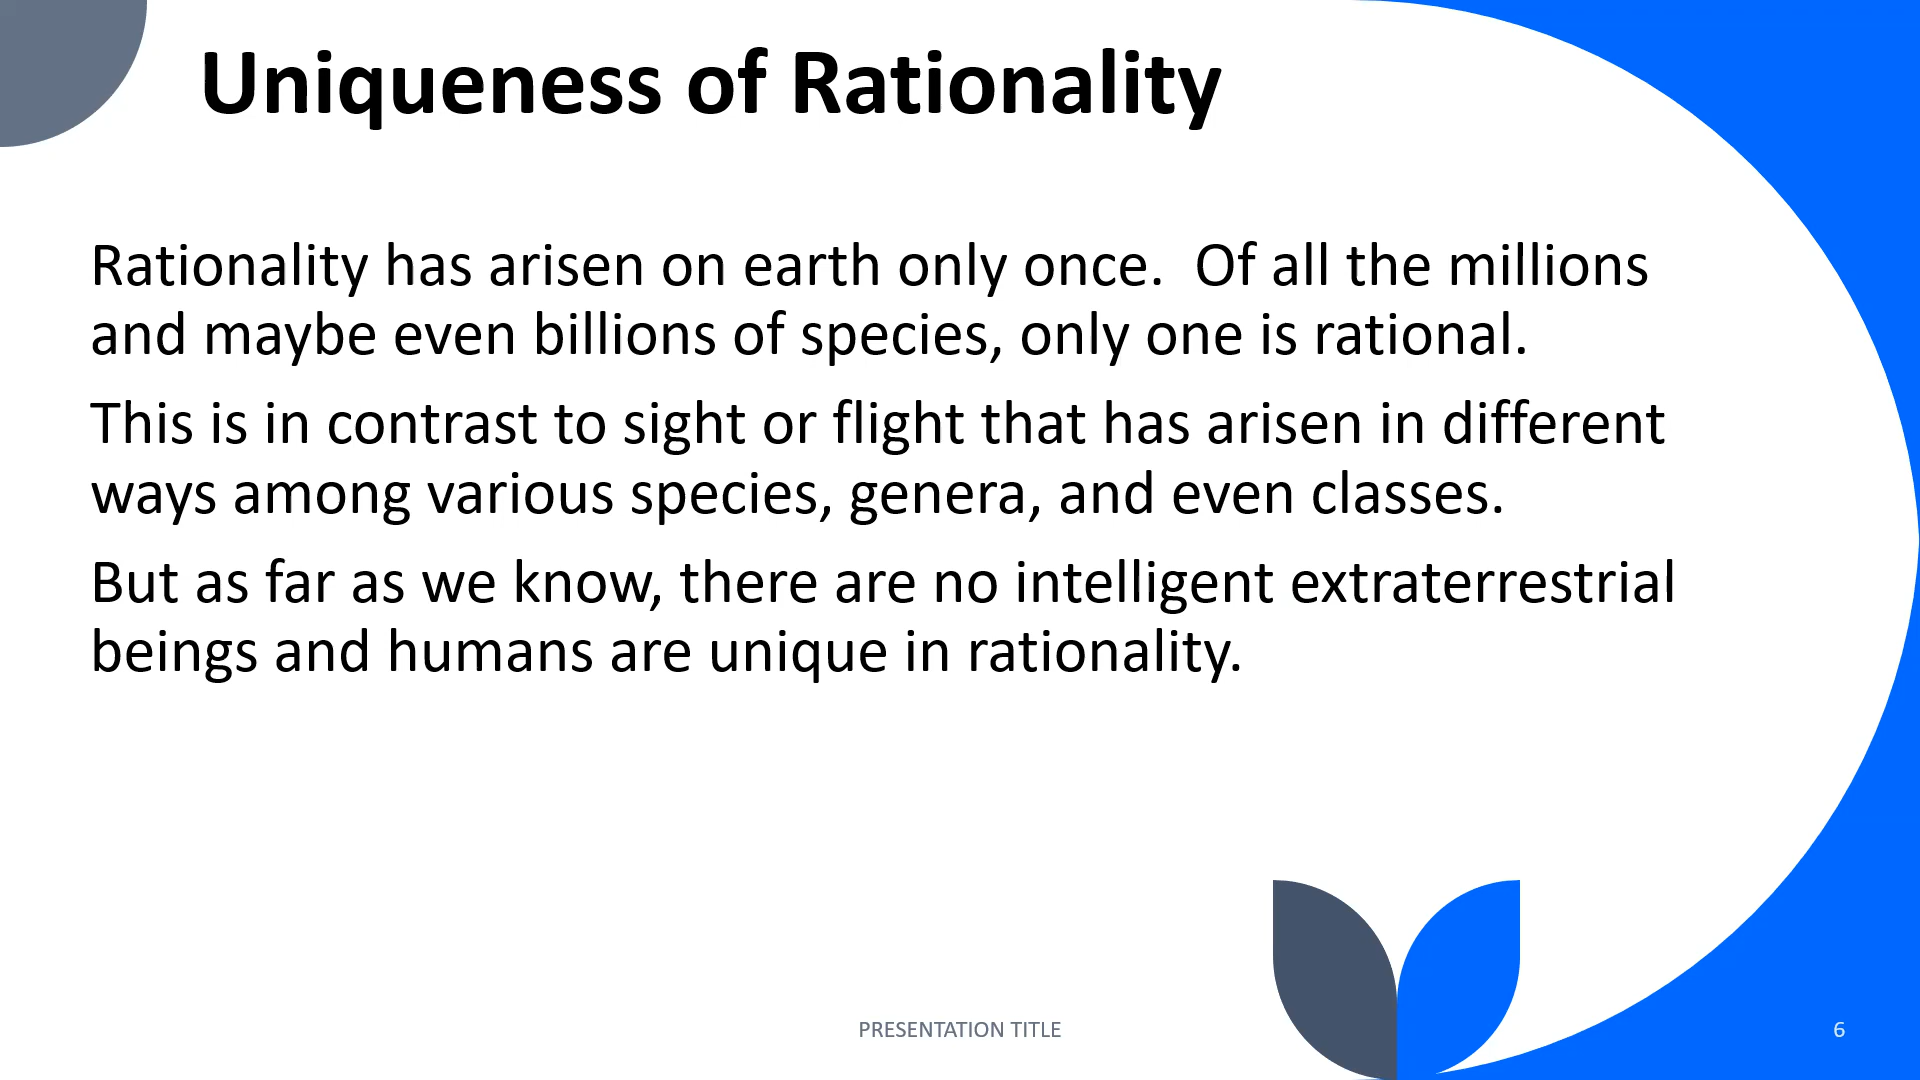 Uniqueness of Rationality
Rationality has arisen on earth only once.  Of all the millions
and maybe even billions of species, only one is rational.
This is in contrast to sight or flight that has arisen in different
ways among various species, genera, and even classes.
But as far as we know, there are no intelligent extraterrestrial
beings and humans are unique in rationality.
PRESENTATION TITLE
6